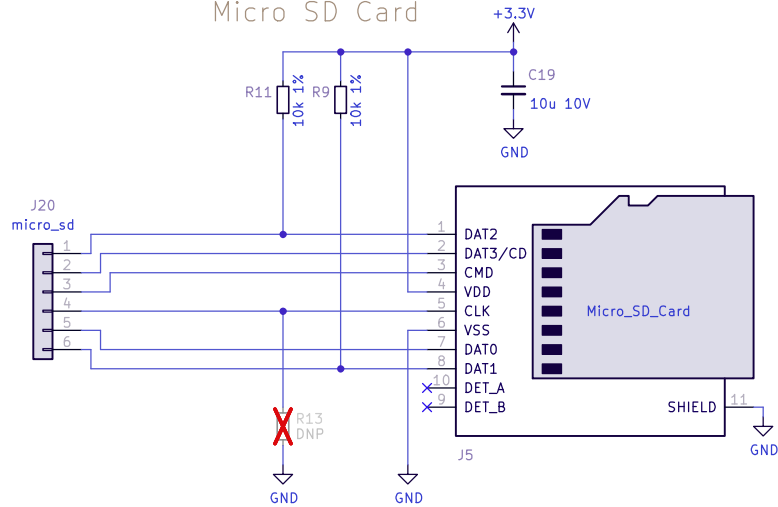 Micro SD Card
+3.3V
C19
10u 10V
GND
R11
10k 1%
R9
10k 1%
J20
micro_sd
1
2
3
4
5
6
1
2
3
4
5
6
7
8
10
9
DAT2
DAT3/CD
CMD
VDD
CLK
VSS
DAT0
DAT1
DET_A
DET_B
Micro_SD_Card
SHIELD
11
GND
J5
R13
DNP
GND
GND